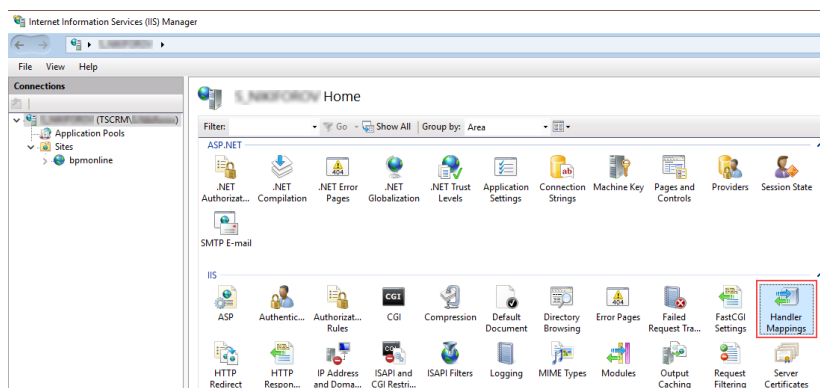 Internet Information Services (IIS) Manager
File View Help
Connections
Home
(TSCRM\ )
Application Pools
Sites
bpmonline
Filter: Go Show All Group by: Area
ASP.NET
.NET Authorizat... .NET Compilation .NET Error Pages .NET Globalization .NET Trust Levels Application Settings Connection Strings Machine Key Pages and Controls Providers Session State
SMTP E-mail
IIS
ASP Authentic... Authorizat... Rules CGI Compression Default Document Directory Browsing Error Pages Failed Request Tra... FastCGI Settings Handler Mappings
HTTP Redirect HTTP Respon... IP Address and Doma... ISAPI and CGI Restri... ISAPI Filters Logging MIME Types Modules Output Caching Request Filtering Server Certificates